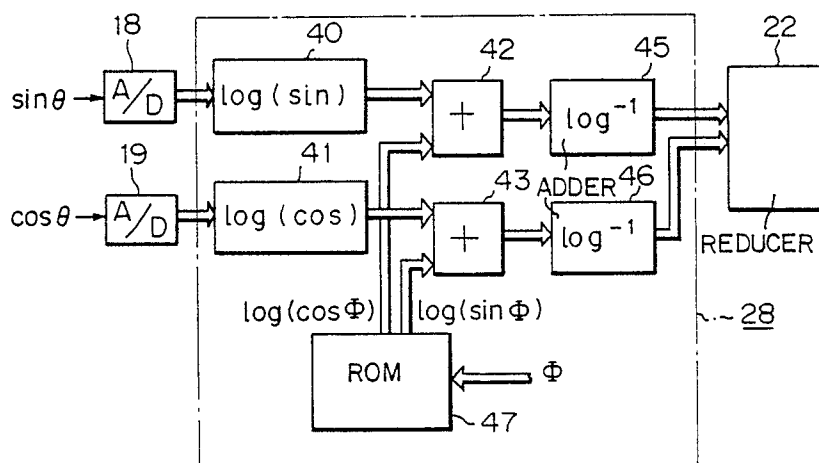 18
40
42
45
22
sinθ
A/D
log(sin)
+
log⁻¹
19
41
43
ADDER
46
cosθ
A/D
log(cos)
+
log⁻¹
REDUCER
log(cosΦ)
log(sinΦ)
28
ROM
Φ
47